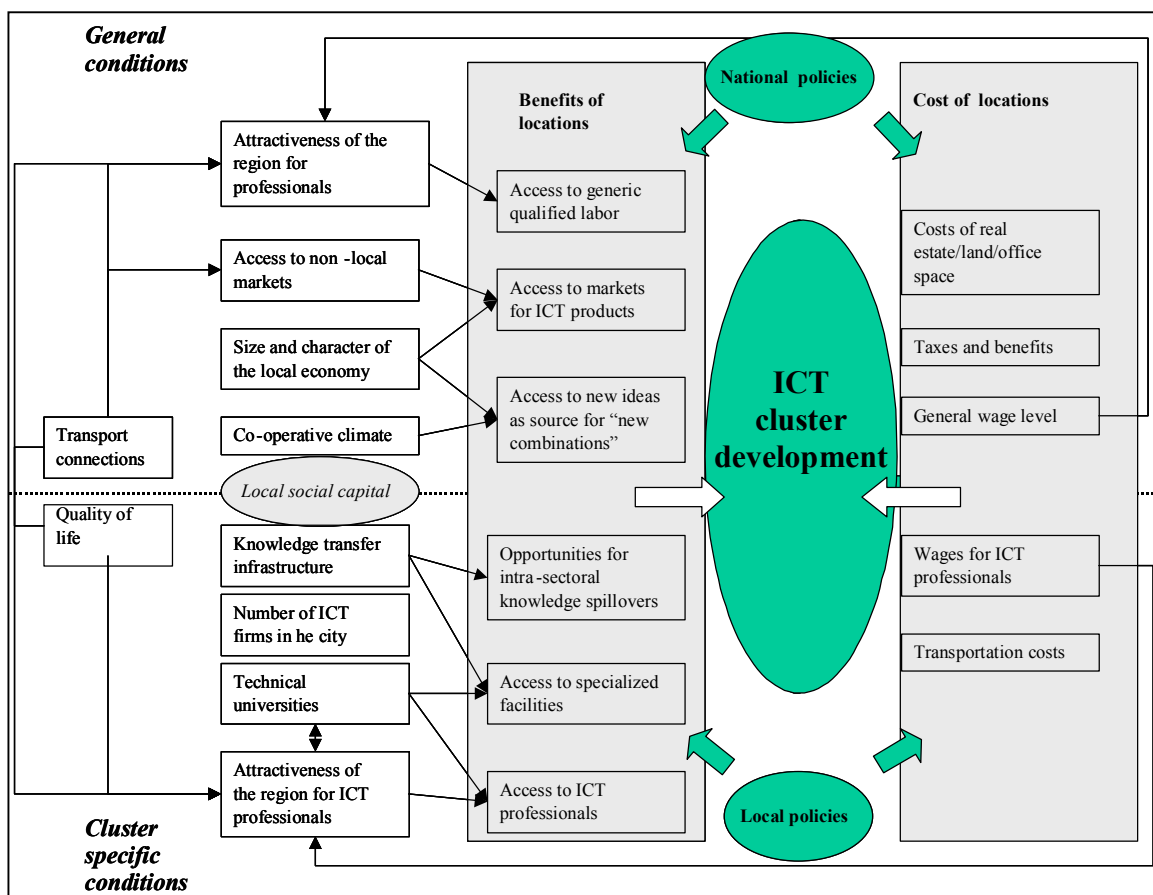 General
conditions
National policies
Benefits of
locations
Cost of locations
Attractiveness of the
region for
professionals
Access to generic
qualified labor
Costs of real
estate/land/office
space
Access to non -local
markets
Access to markets
for ICT products
Size and character of
the local economy
Taxes and benefits
ICT
cluster
development
Access to new ideas
as source for “new
combinations”
General wage level
Co-operative climate
Transport
connections
Local social capital
Quality of
life
Knowledge transfer
infrastructure
Opportunities for
intra -sectoral
knowledge spillovers
Wages for ICT
professionals
Number of ICT
firms in he city
Transportation costs
Technical
universities
Access to specialized
facilities
Attractiveness of
the region for ICT
professionals
Access to ICT
professionals
Local policies
Cluster
specific
conditions